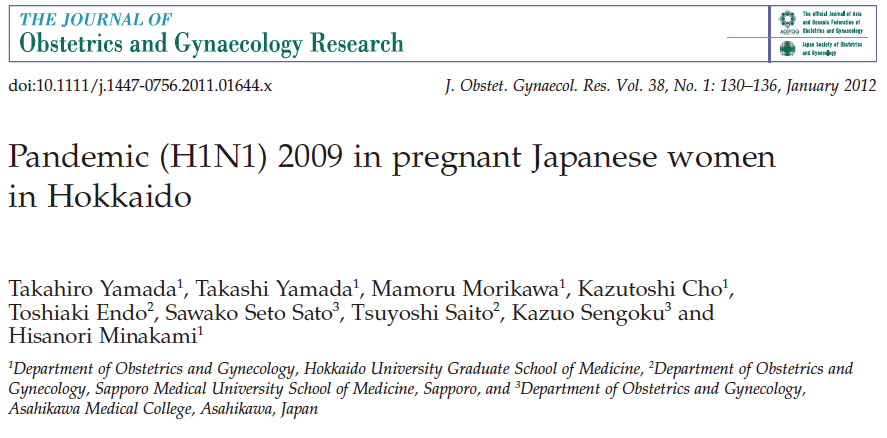 THE JOURNAL OF
Obstetrics and Gynaecology Research
The official Journal of Asia
and Oceania Federation of
Obstetrics and Gynaecology
AOFOG
Japan Society of Obstetrics
and Gynecology
doi:10.1111/j.1447-0756.2011.01644.x
J. Obstet. Gynaecol. Res. Vol. 38, No. 1: 130–136, January 2012
Pandemic (H1N1) 2009 in pregnant Japanese women
in Hokkaido
Takahiro Yamada¹, Takashi Yamada¹, Mamoru Morikawa¹, Kazutoshi Cho¹,
Toshiaki Endo², Sawako Seto Sato³, Tsuyoshi Saito², Kazuo Sengoku³ and
Hisanori Minakami¹
¹Department of Obstetrics and Gynecology, Hokkaido University Graduate School of Medicine, ²Department of Obstetrics and
Gynecology, Sapporo Medical University School of Medicine, Sapporo, and ³Department of Obstetrics and Gynecology,
Asahikawa Medical College, Asahikawa, Japan